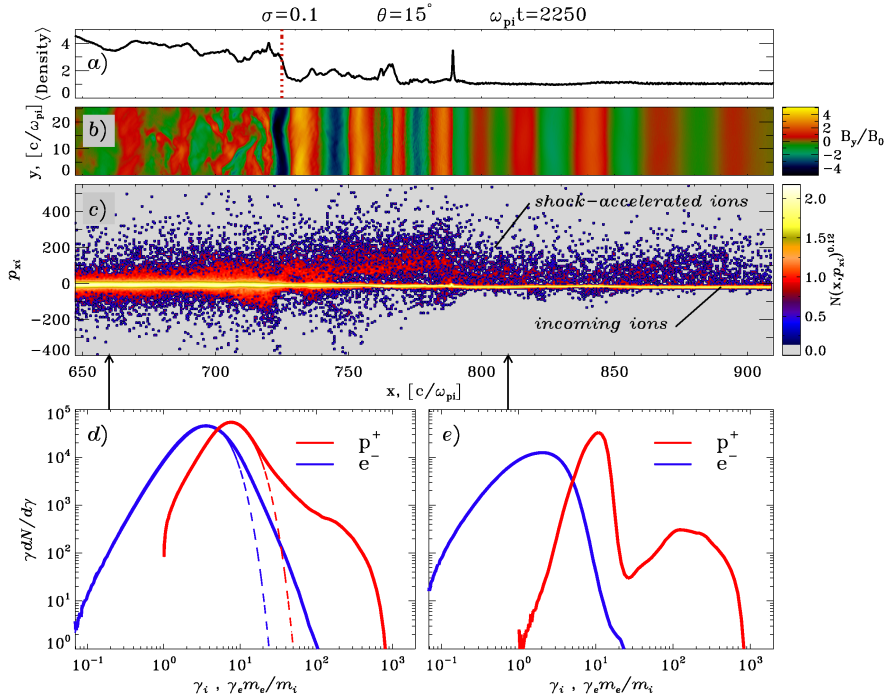 σ=0.1 θ=15° ω_pi t=2250
⟨Density⟩
4
2
0
a)
y, [c/ω_pi]
20
10
0
b)
4
2
0
−2
−4
B_y/B_0
p_xi
400
200
0
−200
−400
c)
shock−accelerated ions
incoming ions
2.0
1.5
1.0
0.5
0.0
N(x,p_xi)^0.12
650 700 750 800 850 900
x, [c/ω_pi]
γdN/dγ
10^5
10^4
10^3
10^2
10^1
10^0
d)
p^+
e^−
10^−1 10^0 10^1 10^2 10^3
γ_i , γ_e m_e/m_i
e)
p^+
e^−
10^−1 10^0 10^1 10^2 10^3
γ_i , γ_e m_e/m_i